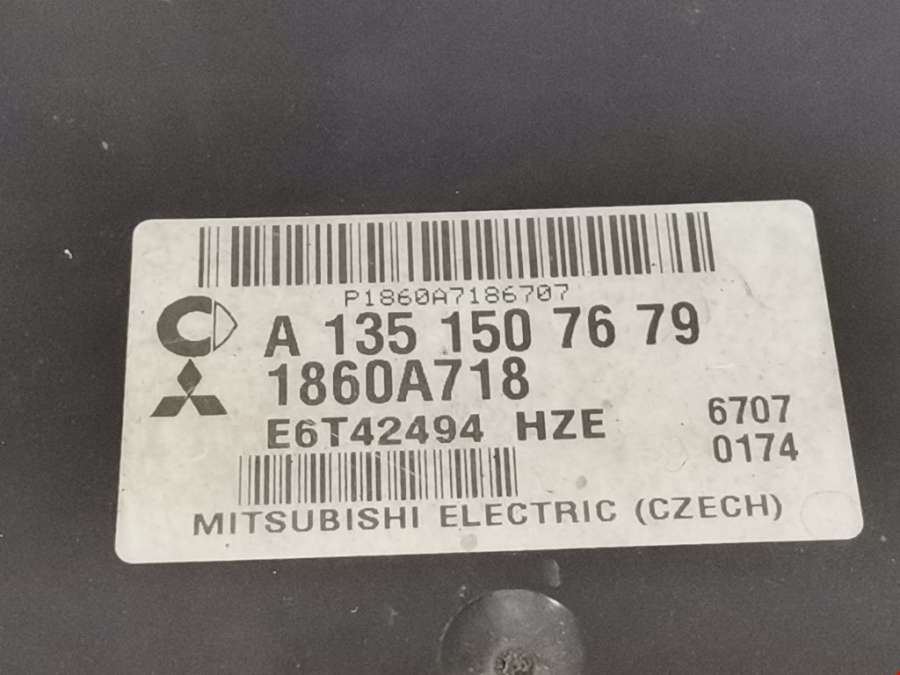 P1860A7186707
A 135 150 76 79
1860A718
E6T42494 HZE 6707
0174
MITSUBISHI ELECTRIC (CZECH)